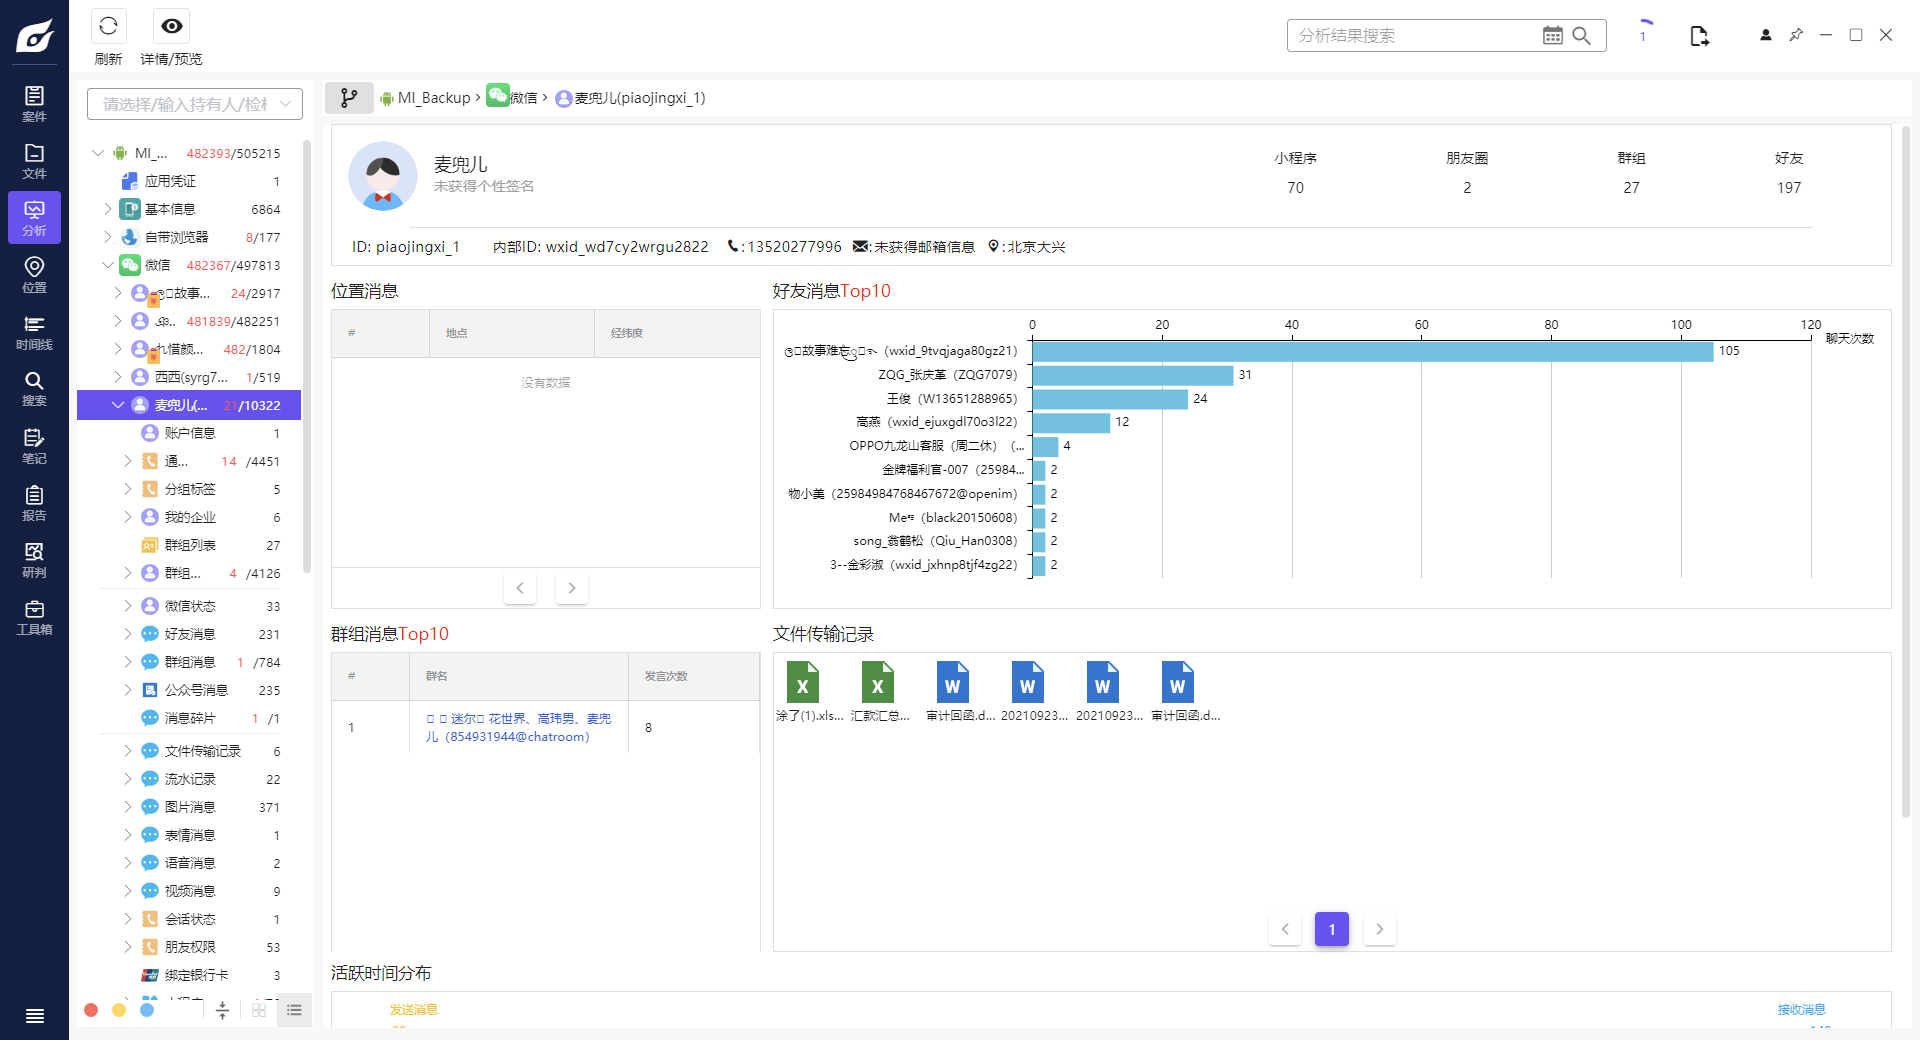 刷新
详情/预览
分析结果搜索
1
案件
文件
分析
位置
时间线
搜索
笔记
报告
研判
工具箱
请选择/输入持有人/检材
MI_... 482393/505215
应用凭证 1
基本信息 6864
自带浏览器 8/177
微信 482367/497813
故事... 24/2917
481839/482251
惜颜... 482/1804
西西(syrg7... 1/519
麦兜儿(... 21/10322
账户信息 1
通... 14 /4451
分组标签 5
我的企业 6
群组列表 27
群组... 4 /4126
微信状态 33
好友消息 231
群组消息 1 /784
公众号消息 235
消息碎片 1 /1
文件传输记录 6
流水记录 22
图片消息 371
表情消息 1
语音消息 2
视频消息 9
会话状态 1
朋友权限 53
绑定银行卡 3
MI_Backup > 微信 > 麦兜儿(piaojingxi_1)
麦兜儿
未获得个性签名
小程序 朋友圈 群组 好友
70 2 27 197
ID: piaojingxi_1 内部ID: wxid_wd7cy2wrgu2822 :13520277996 :未获得邮箱信息 :北京大兴
位置消息
# 地点 经纬度
没有数据
好友消息Top10
0 20 40 60 80 100 120
聊天次数
故事难忘 (wxid_9tvqjaga80gz21) 105
ZQG_张庆革 (ZQG7079) 31
王俊 (W13651288965) 24
高燕 (wxid_ejuxgdl70o3l22) 12
OPPO九龙山客服 (周二休) (... 4
金牌福利官-007 (25984... 2
物小美 (25984984768467672@openim) 2
Me (black20150608) 2
song_翁鹤松 (Qiu_Han0308) 2
3--金彩淑 (wxid_jxhnp8tjf4zg22) 2
群组消息Top10
# 群名 发言次数
1 迷尔 花世界、高玮男、麦兜 8
儿 (854931944@chatroom)
文件传输记录
涂了(1).xls... 汇款汇总... 审计回函.d... 20210923... 20210923... 审计回函.d...
1
活跃时间分布
发送消息 接收消息